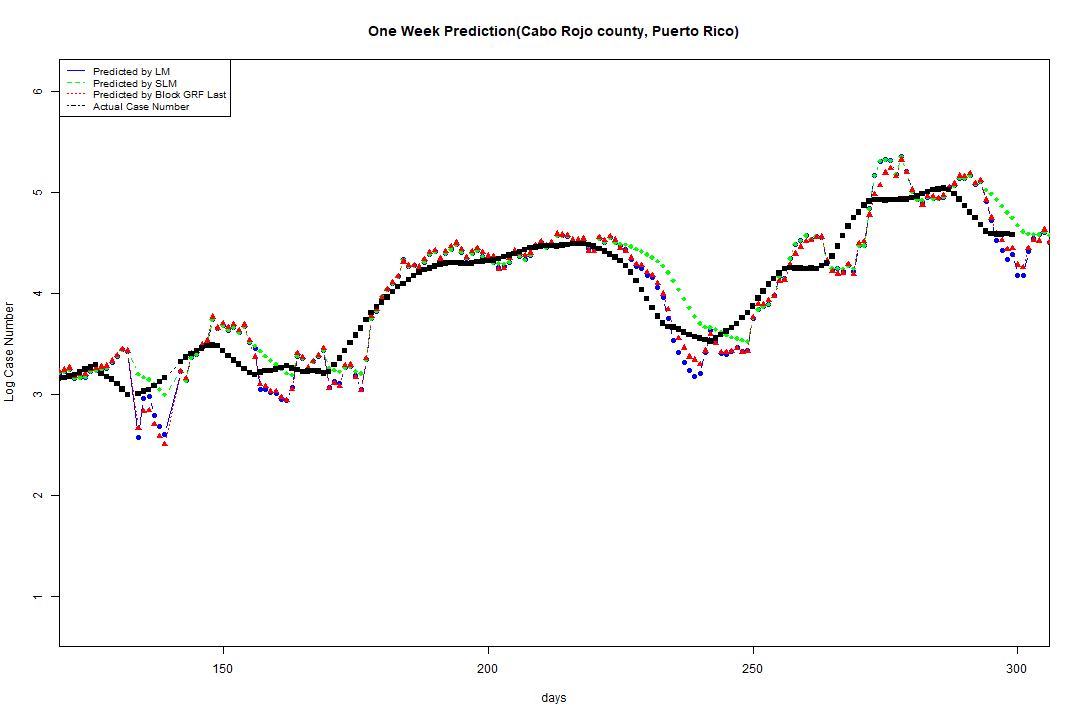 One Week Prediction(Cabo Rojo county, Puerto Rico)
Predicted by LM
Predicted by SLM
Predicted by Block GRF Last
Actual Case Number
6
5
4
3
2
1
Log Case Number
150 200 250 300
days